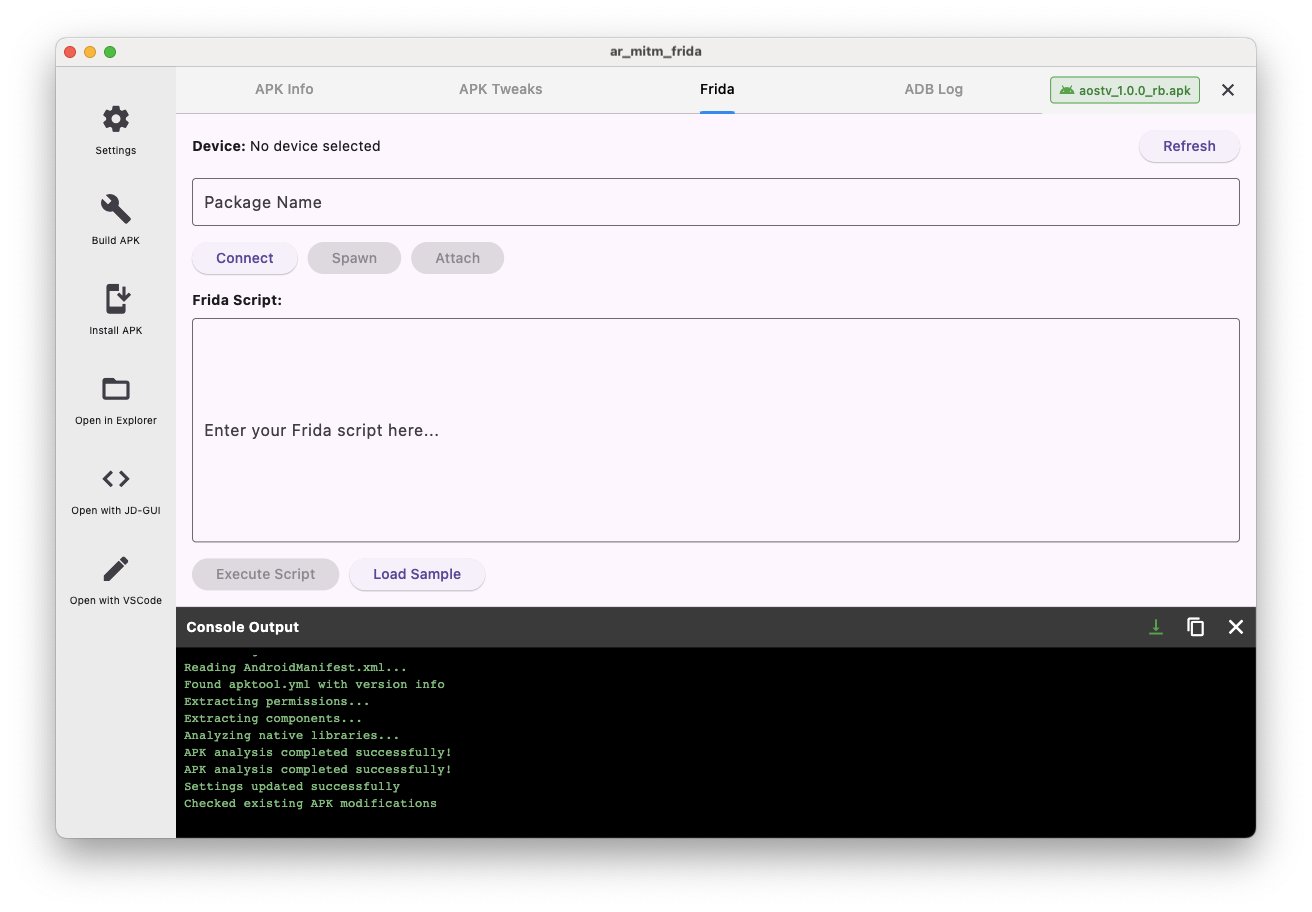 ar_mitm_frida
Settings
Build APK
Install APK
Open in Explorer
Open with JD-GUI
Open with VSCode
APK Info
APK Tweaks
Frida
ADB Log
aostv_1.0.0_rb.apk
Device: No device selected
Refresh
Package Name
Connect
Spawn
Attach
Frida Script:
Enter your Frida script here...
Execute Script
Load Sample
Console Output
Reading AndroidManifest.xml...
Found apktool.yml with version info
Extracting permissions...
Extracting components...
Analyzing native libraries...
APK analysis completed successfully!
APK analysis completed successfully!
Settings updated successfully
Checked existing APK modifications